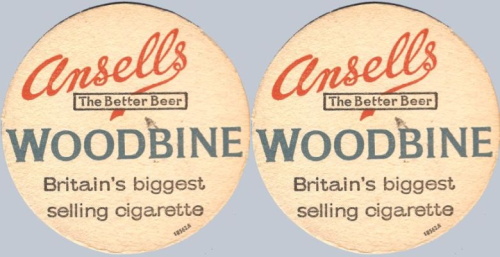 Ansells
The Better Beer
WOODBINE
Britain's biggest
selling cigarette
Ansells
The Better Beer
WOODBINE
Britain's biggest
selling cigarette